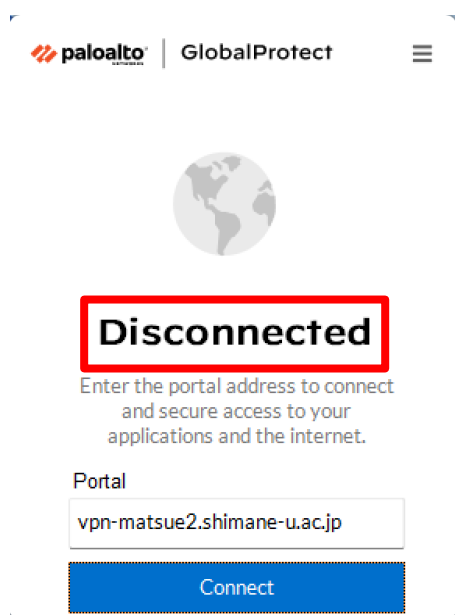 paloalto NETWORKS GlobalProtect
Disconnected
Enter the portal address to connect
and secure access to your
applications and the internet.
Portal
vpn-matsue2.shimane-u.ac.jp
Connect